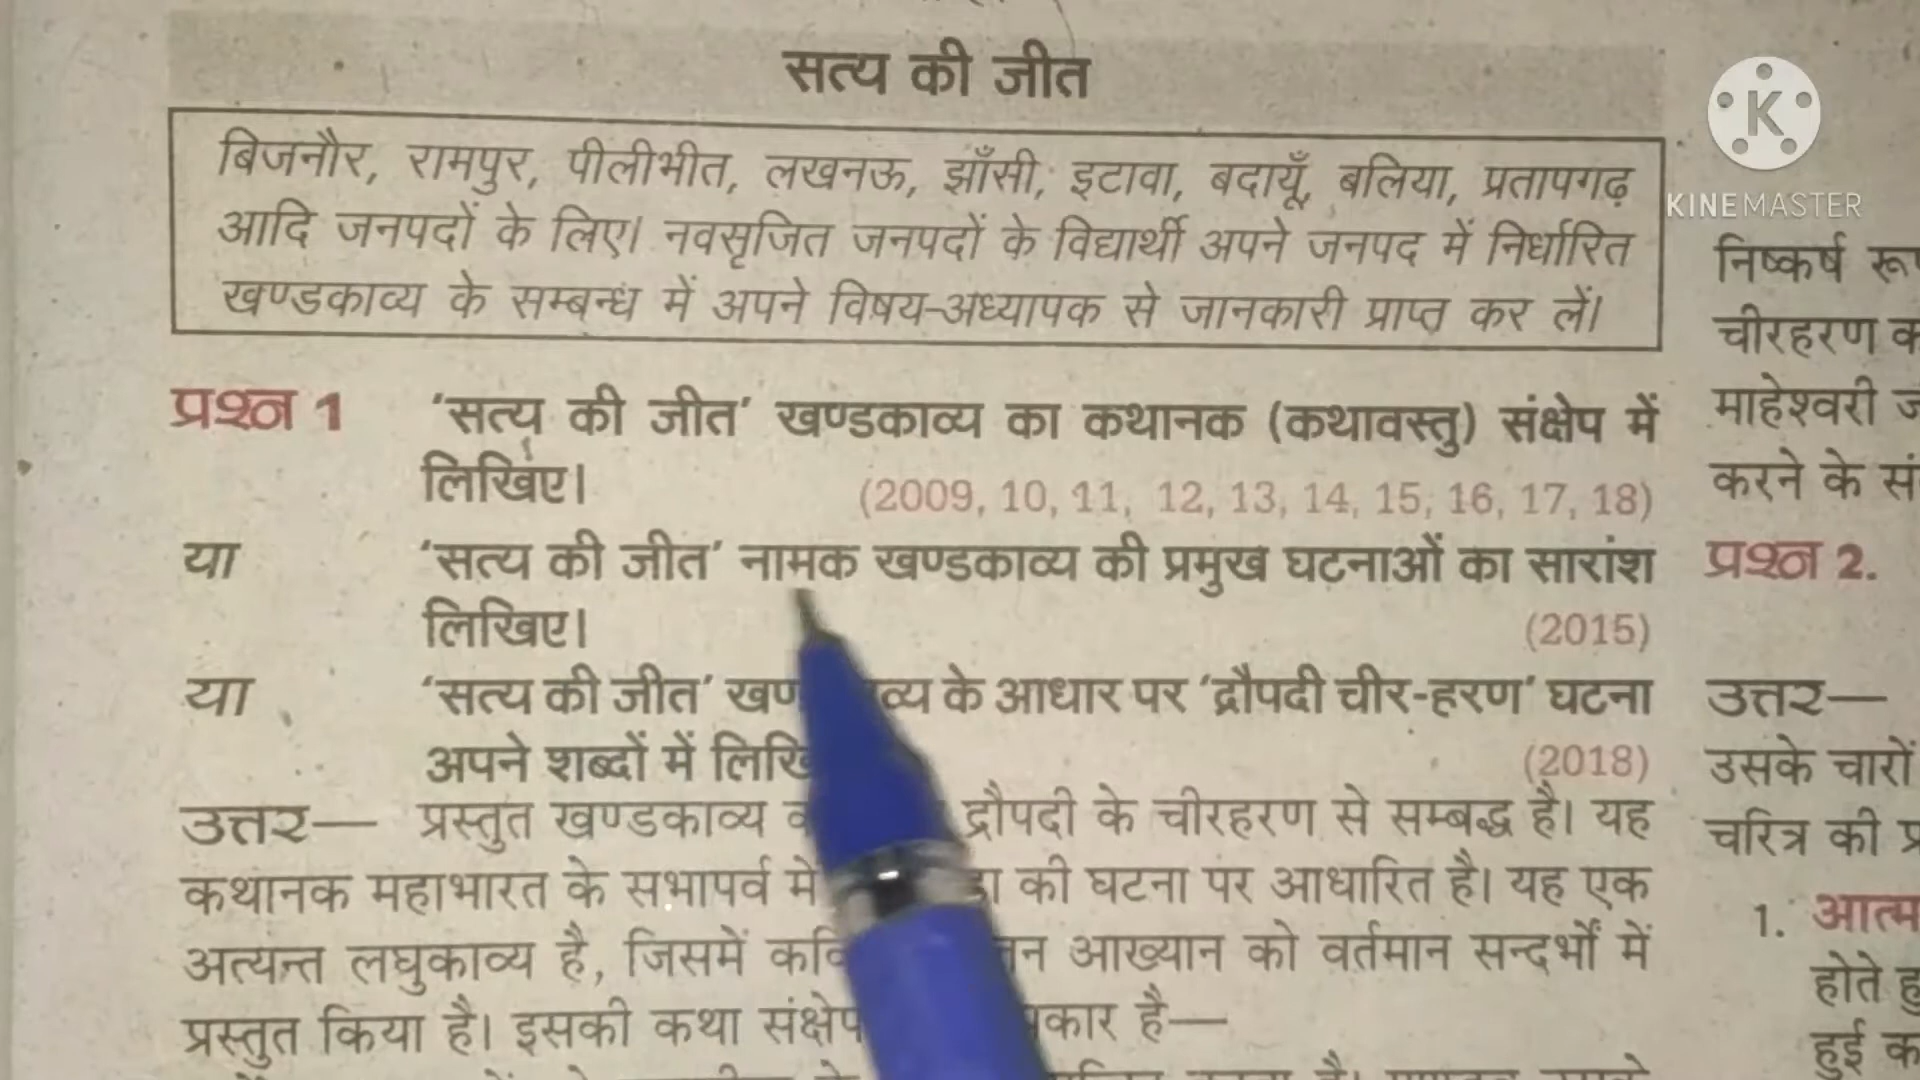 सत्य की जीत
बिजनौर, रामपुर, पीलीभीत, लखनऊ, झाँसी, इटावा, बदायूँ, बलिया, प्रतापगढ़
आदि जनपदों के लिए। नवसृजित जनपदों के विद्यार्थी अपने जनपद में निर्धारित
खण्डकाव्य के सम्बन्ध में अपने विषय-अध्यापक से जानकारी प्राप्त कर लें।
प्रश्न 1 'सत्य की जीत' खण्डकाव्य का कथानक (कथावस्तु) संक्षेप में
लिखिए। (2009, 10, 11, 12, 13, 14, 15, 16, 17, 18)
या 'सत्य की जीत' नामक खण्डकाव्य की प्रमुख घटनाओं का सारांश
लिखिए। (2015)
या 'सत्य की जीत' के आधार पर 'द्रौपदी चीर-हरण' घटना
अपने शब्दों में (2018)
उत्तर— प्रस्तुत खण्डकाव्य द्रौपदी के चीरहरण से सम्बद्ध है। यह
कथानक महाभारत के सभापर्व में की घटना पर आधारित है। यह एक
अत्यन्त लघुकाव्य है, जिसमें आख्यान को वर्तमान सन्दर्भों में
प्रस्तुत किया है। इसकी कथा है—
K
KINEMASTER
निष्कर्ष
चीरहरण
माहेश्वरी
करने के
प्रश्न 2.
उत्तर—
उसके चारों
चरित्र की
1.
होते
हुई